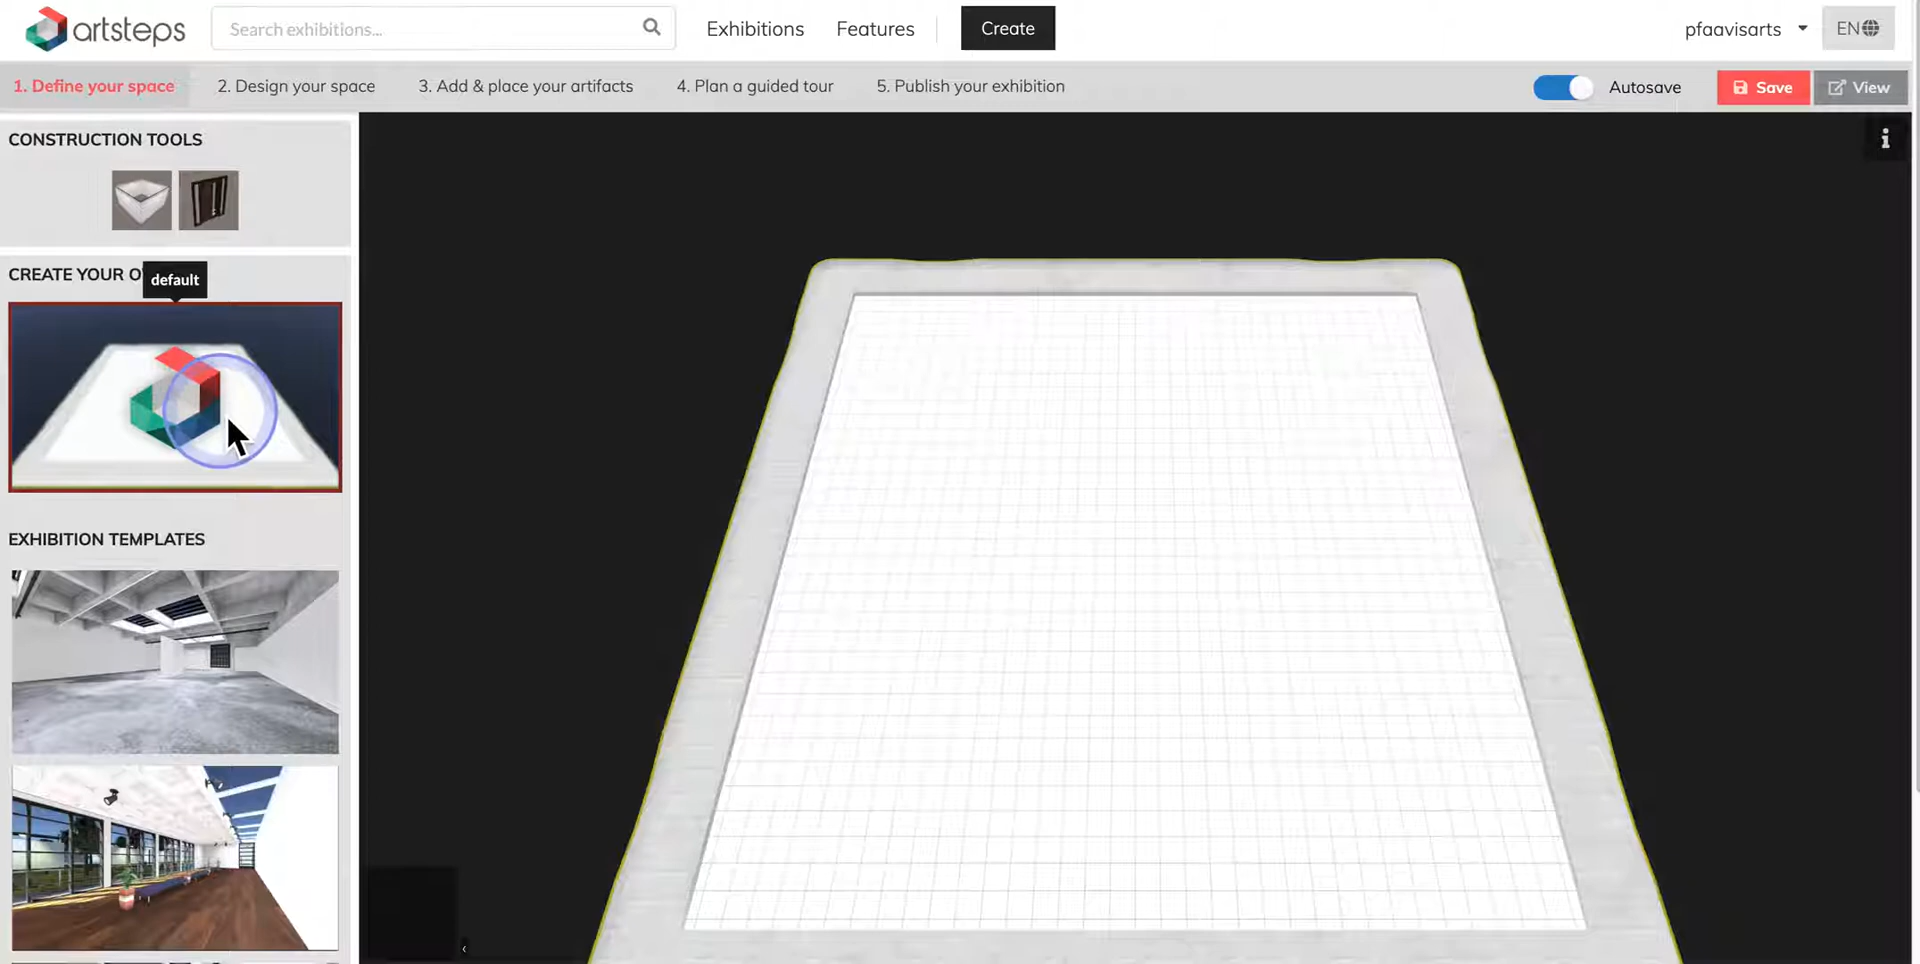 artsteps
Search exhibitions...
Exhibitions
Features
Create
pfaavisarts
EN
1. Define your space
2. Design your space
3. Add & place your artifacts
4. Plan a guided tour
5. Publish your exhibition
Autosave
Save
View
CONSTRUCTION TOOLS
CREATE YOUR
default
EXHIBITION TEMPLATES